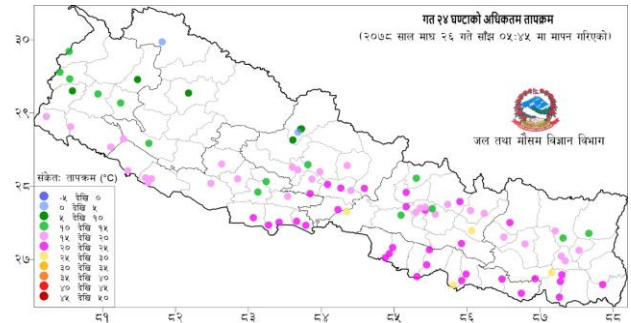 गत २४ घण्टाको अधिकतम तापक्रम
(२०७८ साल माघ २६ गते साँझ ०५:४५ मा मापन गरिएको)
जल तथा मौसम विज्ञान विभाग
संकेतः तापक्रम (°C)
-५ देखि ०
० देखि ५
५ देखि १०
१० देखि १५
१५ देखि २०
२० देखि २५
२५ देखि ३०
३० देखि ३५
३५ देखि ४०
४० देखि ४५
४५ देखि ५०
३०
२९
२८
२७
८१
८२
८३
८४
८५
८६
८७
८८